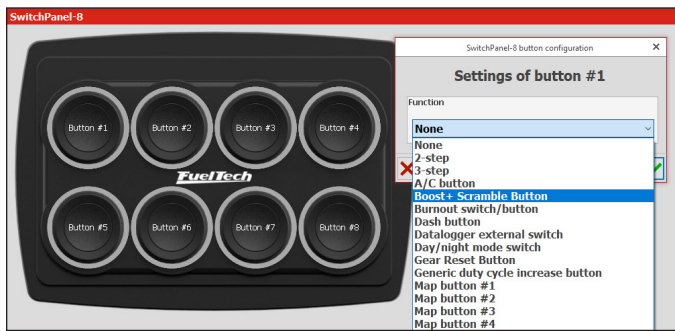 SwitchPanel-8
Button #1
Button #2
Button #3
Button #4
FuelTech
Button #5
Button #6
Button #7
Button #8
SwitchPanel-8 button configuration
Settings of button #1
Function
None
None
2-step
3-step
A/C button
Boost+ Scramble Button
Burnout switch/button
Dash button
Datalogger external switch
Day/night mode switch
Gear Reset Button
Generic duty cycle increase button
Map button #1
Map button #2
Map button #3
Map button #4